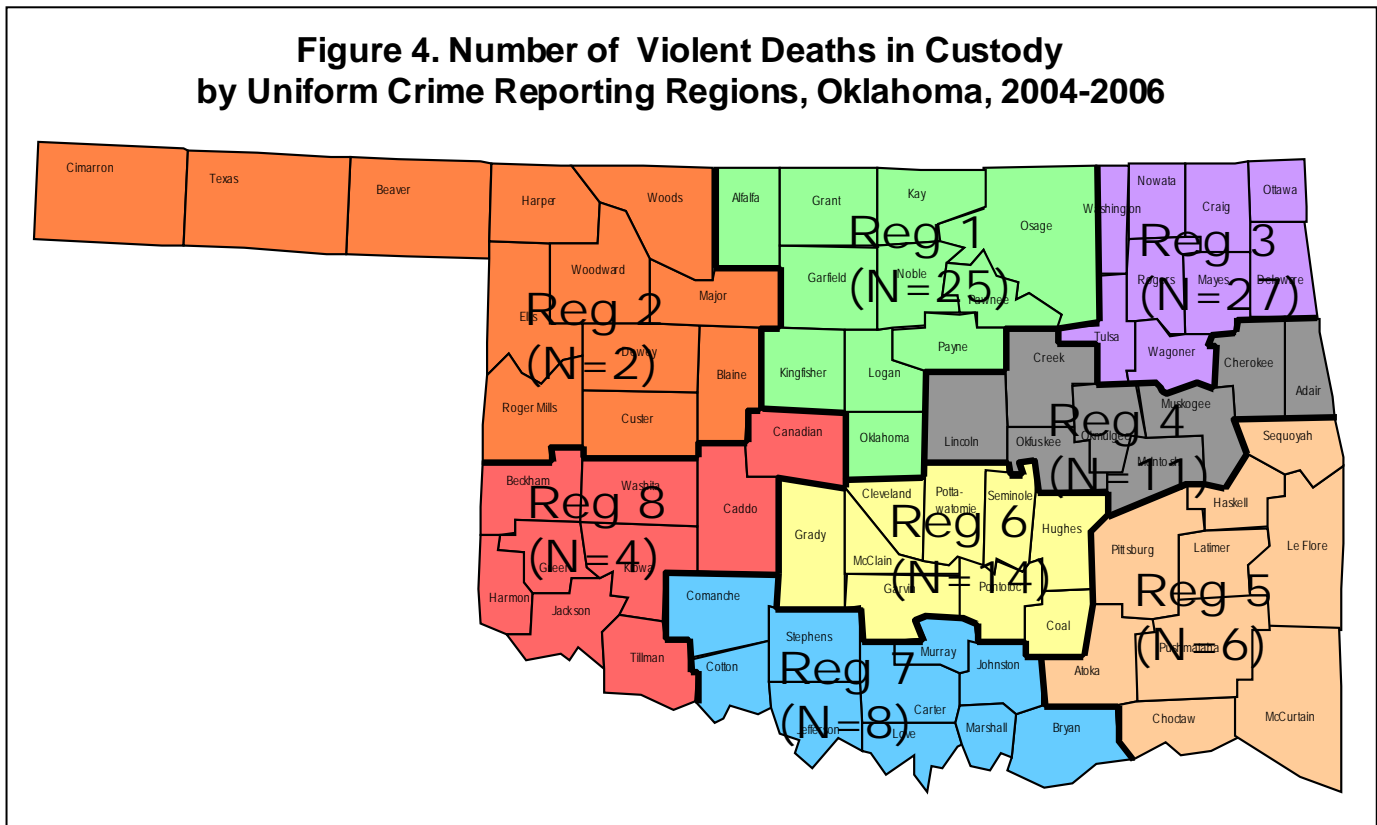 Figure 4. Number of Violent Deaths in Custody
by Uniform Crime Reporting Regions, Oklahoma, 2004-2006
Cimarron
Texas
Beaver
Harper
Woods
Alfalfa
Grant
Kay
Osage
Washington
Nowata
Craig
Ottawa
Ellis
Woodward
Major
Garfield
Noble
Pawnee
Rogers
Mayes
Delaware
Reg 1
(N=25)
Reg 3
(N=27)
Reg 2
(N=2)
Dewey
Blaine
Kingfisher
Logan
Payne
Creek
Tulsa
Wagoner
Cherokee
Adair
Roger Mills
Custer
Canadian
Oklahoma
Lincoln
Okfuskee
Okmulgee
Muskogee
McIntosh
Sequoyah
Reg 4
(N=11)
Beckham
Washita
Caddo
Grady
Cleveland
Potta-
watomie
Seminole
Hughes
Haskell
Reg 8
(N=4)
Reg 6
(N=14)
McClain
Pittsburg
Latimer
Le Flore
Harmon
Greer
Kiowa
Jackson
Tillman
Comanche
Cotton
Garvin
Pontotoc
Coal
Reg 5
(N=6)
Stephens
Murray
Johnston
Atoka
Pushmataha
Reg 7
(N=8)
Jefferson
Carter
Love
Marshall
Bryan
Choctaw
McCurtain